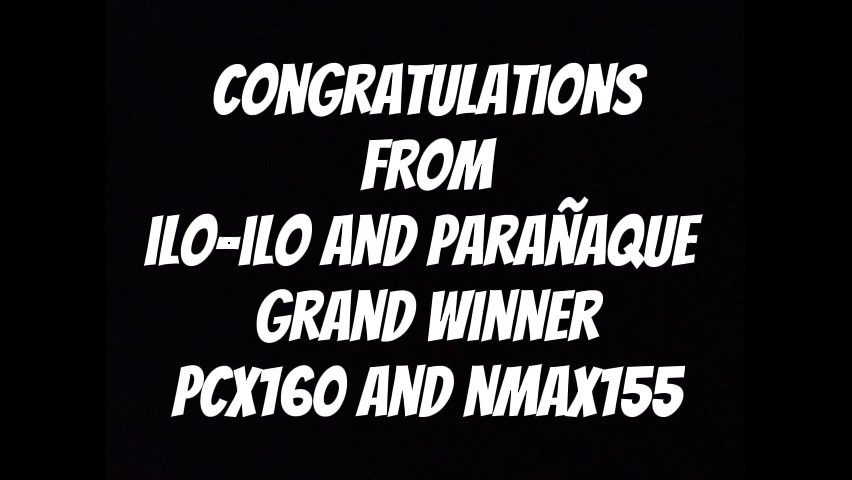 CONGRATULATIONS
FROM
ILO-ILO AND PARAÑAQUE
GRAND WINNER
PCX160 AND NMAX155